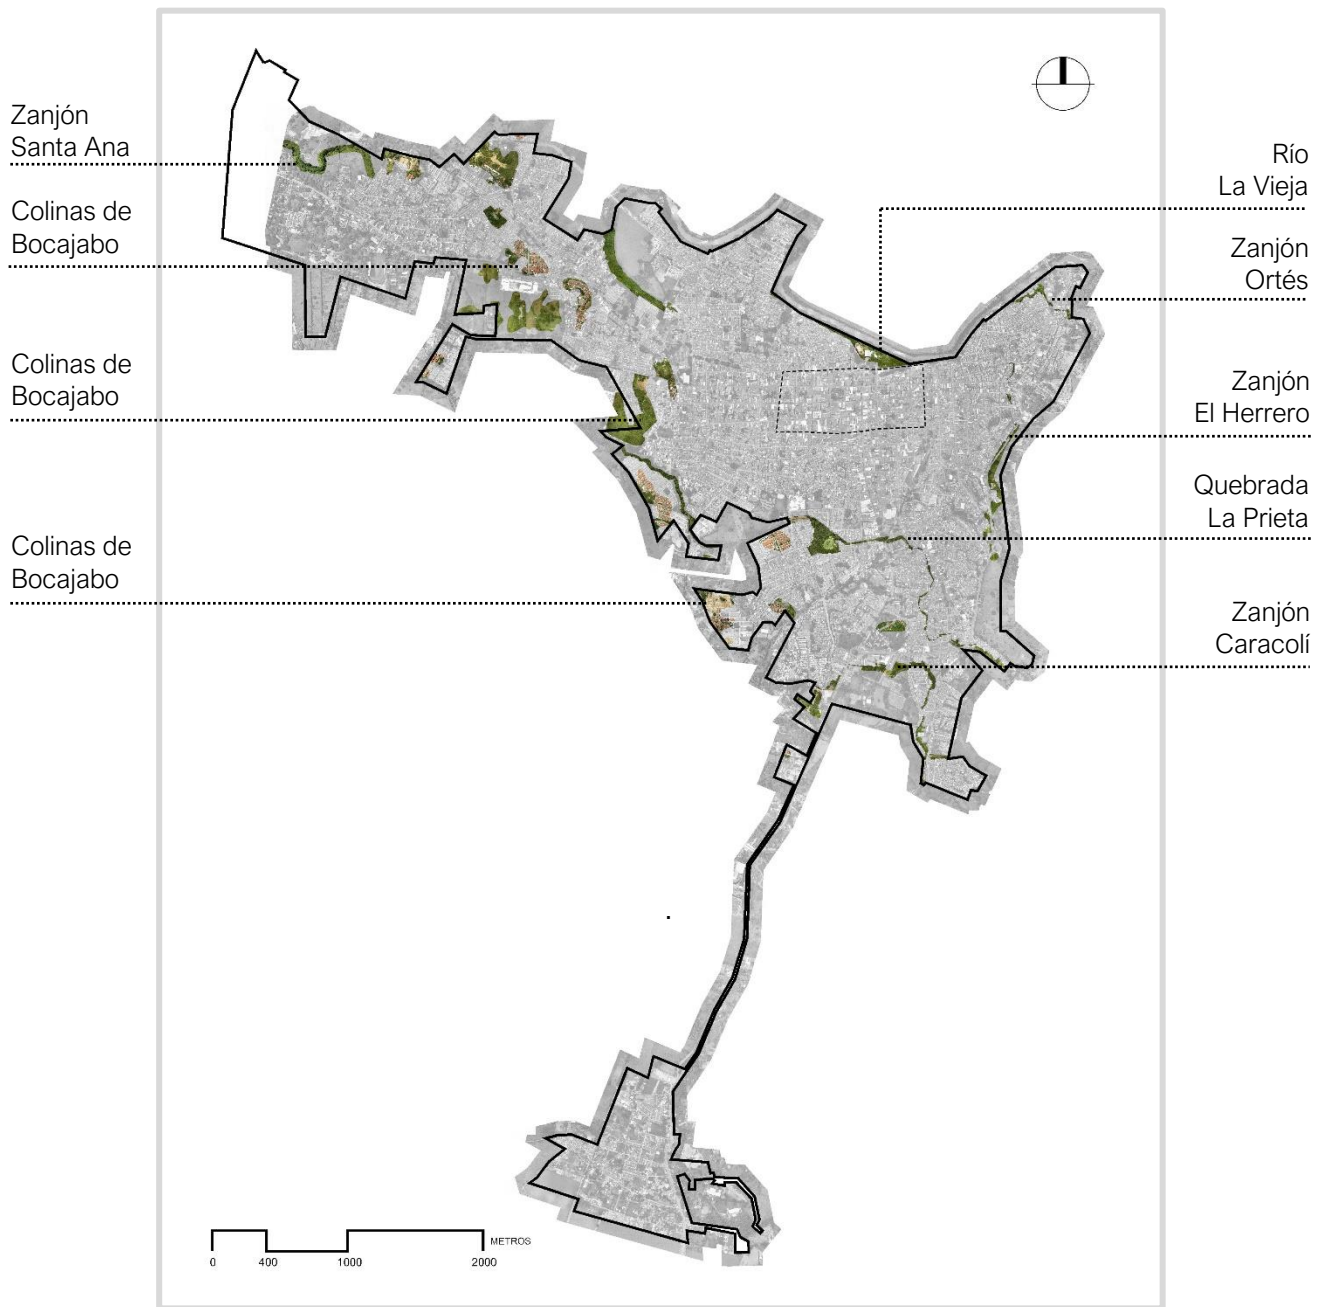 Zanjón
Santa Ana
Colinas de
Bocajabo
Colinas de
Bocajabo
Colinas de
Bocajabo
Río
La Vieja
Zanjón
Ortés
Zanjón
El Herrero
Quebrada
La Prieta
Zanjón
Caracolí
METROS
0 400 1000 2000